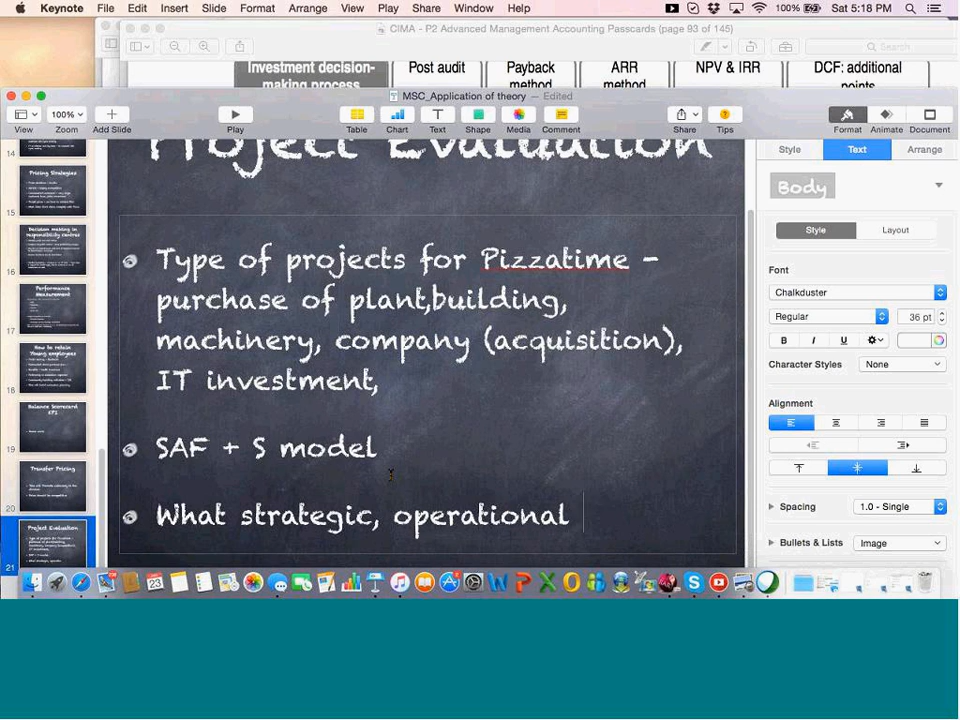 Keynote File Edit Insert Slide Format Arrange View Play Share Window Help 100% Sat 5:18 PM
CIMA - P2 Advanced Management Accounting Passcards (page 93 of 145)
Search
Investment decision-
making process
Post audit
Payback
method
ARR
method
NPV & IRR
DCF: additional
points
MSC_Application of theory — Edited
100%
View Zoom Add Slide Play Table Chart Text Shape Media Comment Share Tips Format Animate Document
Project Evaluation
Type of projects for Pizzatime -
purchase of plant,building,
machinery, company (acquisition),
IT investment,
SAF + S model
What strategic, operational
14
Pricing Strategies
15
Decision making in
responsibility centres
16
Performance
Measurement
17
How to retain
Young employees
18
Balance Scorecard
KPI
19
Transfer Pricing
20
Project Evaluation
21
Style Text Arrange
Body
Style Layout
Font
Chalkduster
Regular 36 pt
B I U
Character Styles None
Alignment
Spacing 1.0 - Single
Bullets & Lists Image
23